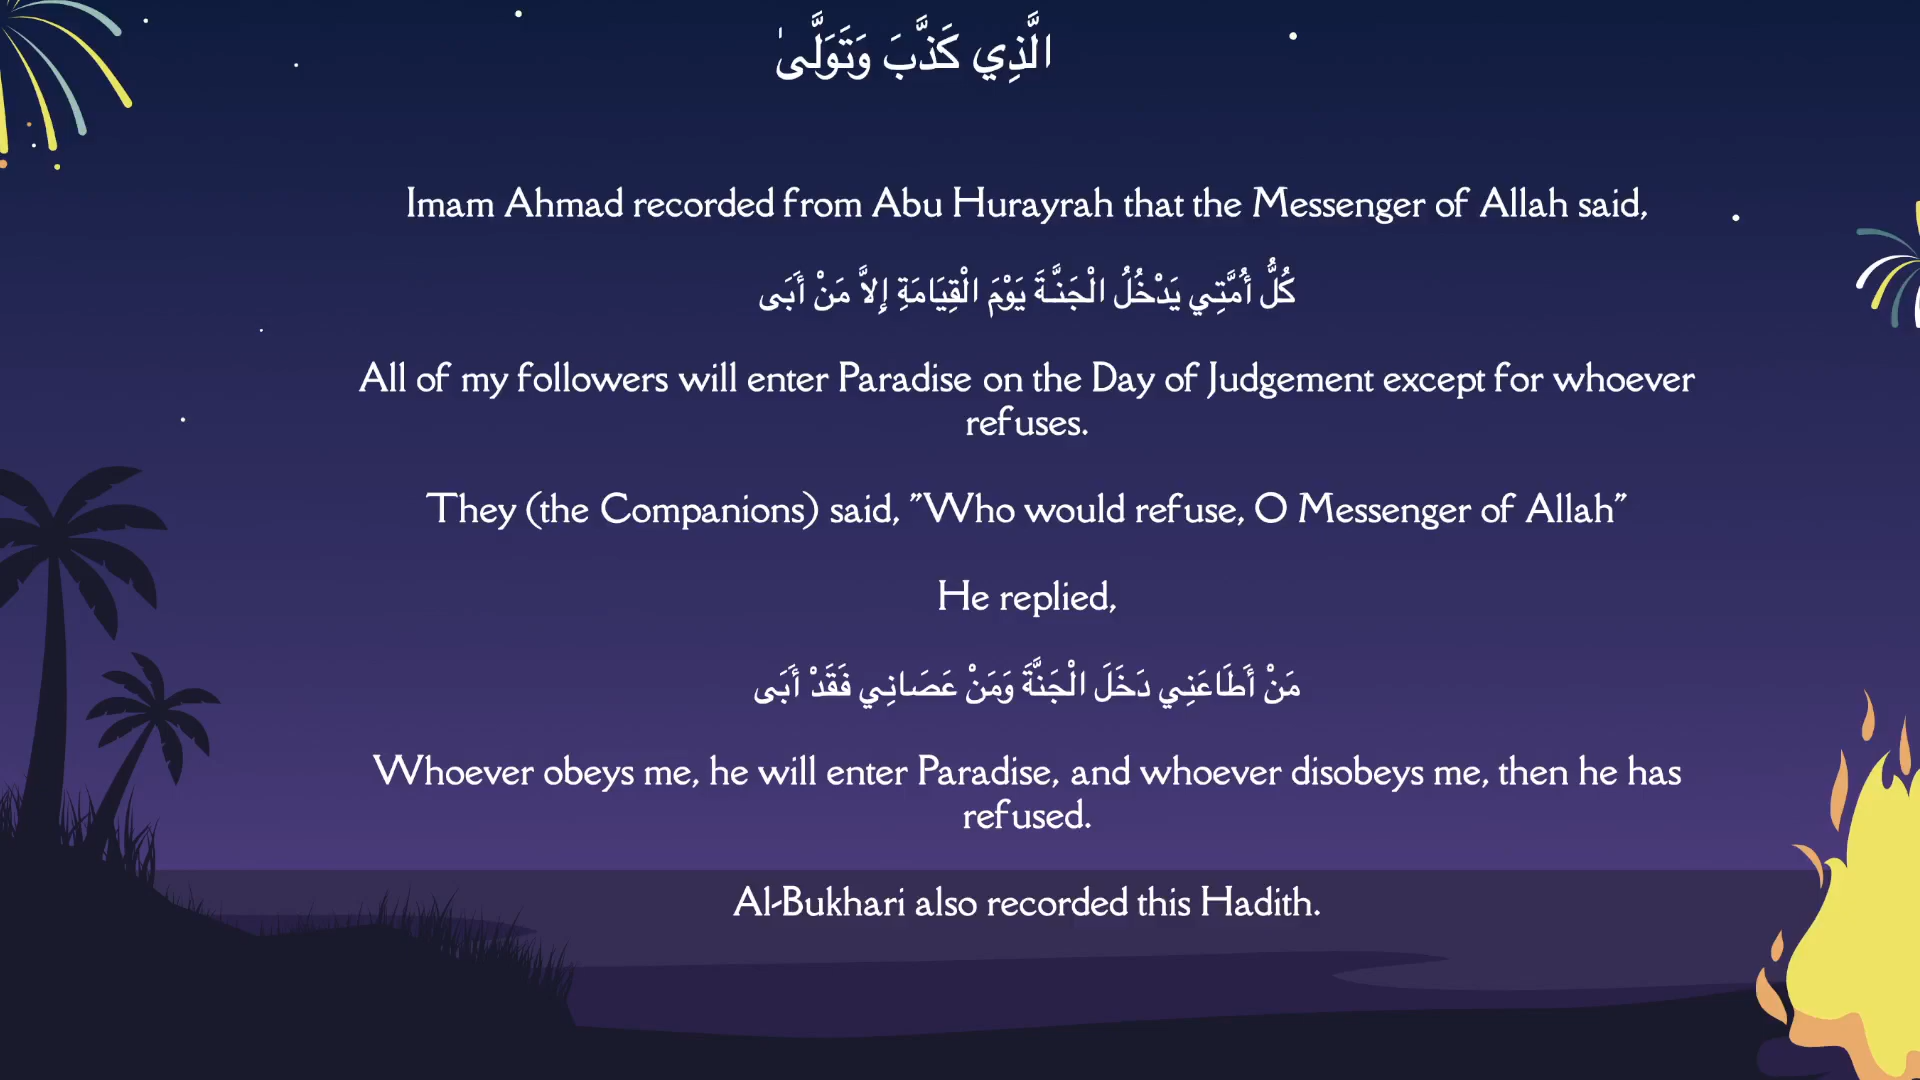 الَّذِي كَذَّبَ وَتَوَلَّىٰ
Imam Ahmad recorded from Abu Hurayrah that the Messenger of Allah said,
كُلُّ أُمَّتِي يَدْخُلُ الْجَنَّةَ يَوْمَ الْقِيَامَةِ إِلاَّ مَنْ أَبَى
All of my followers will enter Paradise on the Day of Judgement except for whoever
refuses.
They (the Companions) said, "Who would refuse, O Messenger of Allah"
He replied,
مَنْ أَطَاعَنِي دَخَلَ الْجَنَّةَ وَمَنْ عَصَانِي فَقَدْ أَبَى
Whoever obeys me, he will enter Paradise, and whoever disobeys me, then he has
refused.
Al-Bukhari also recorded this Hadith.